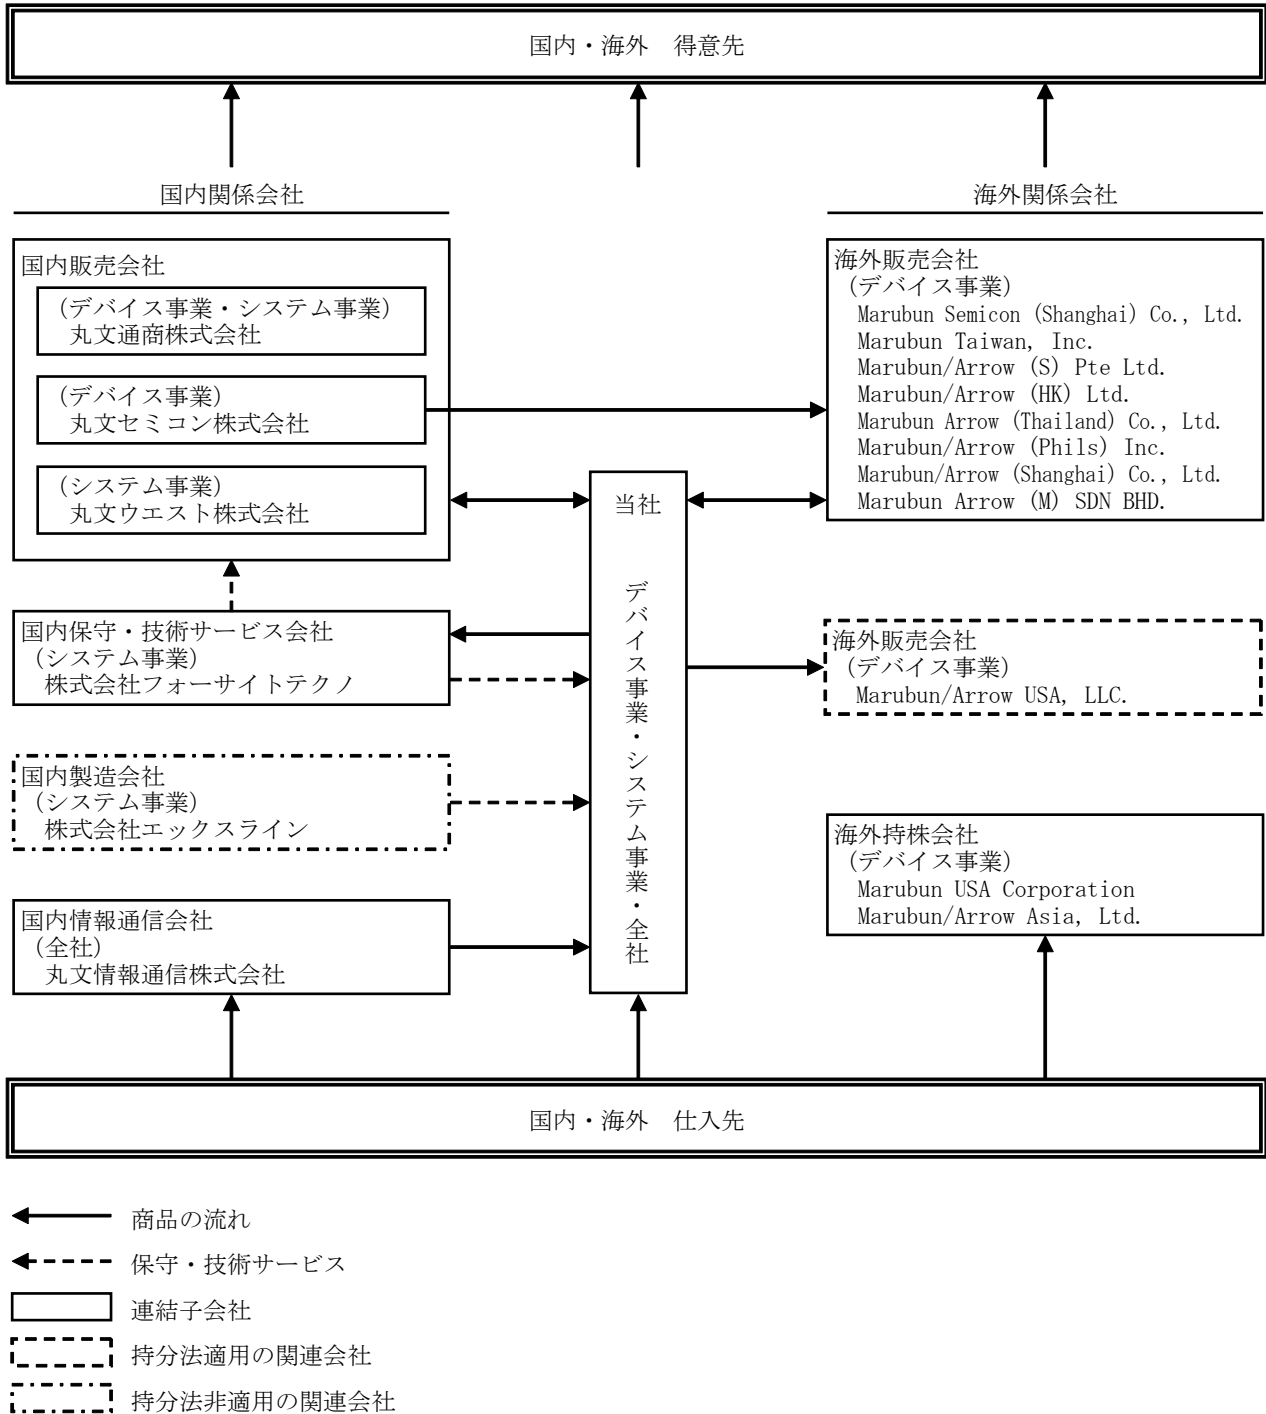 国内・海外　得意先
国内関係会社
海外関係会社
国内販売会社
（デバイス事業・システム事業）
丸文通商株式会社
（デバイス事業）
丸文セミコン株式会社
（システム事業）
丸文ウエスト株式会社
海外販売会社
（デバイス事業）
Marubun Semicon (Shanghai) Co., Ltd.
Marubun Taiwan, Inc.
Marubun/Arrow (S) Pte Ltd.
Marubun/Arrow (HK) Ltd.
Marubun Arrow (Thailand) Co., Ltd.
Marubun/Arrow (Phils) Inc.
Marubun/Arrow (Shanghai) Co., Ltd.
Marubun Arrow (M) SDN BHD.
当社
デバイス事業・システム事業・全社
国内保守・技術サービス会社
（システム事業）
株式会社フォーサイトテクノ
海外販売会社
（デバイス事業）
Marubun/Arrow USA, LLC.
国内製造会社
（システム事業）
株式会社エックスライン
海外持株会社
（デバイス事業）
Marubun USA Corporation
Marubun/Arrow Asia, Ltd.
国内情報通信会社
（全社）
丸文情報通信株式会社
国内・海外　仕入先
商品の流れ
保守・技術サービス
連結子会社
持分法適用の関連会社
持分法非適用の関連会社